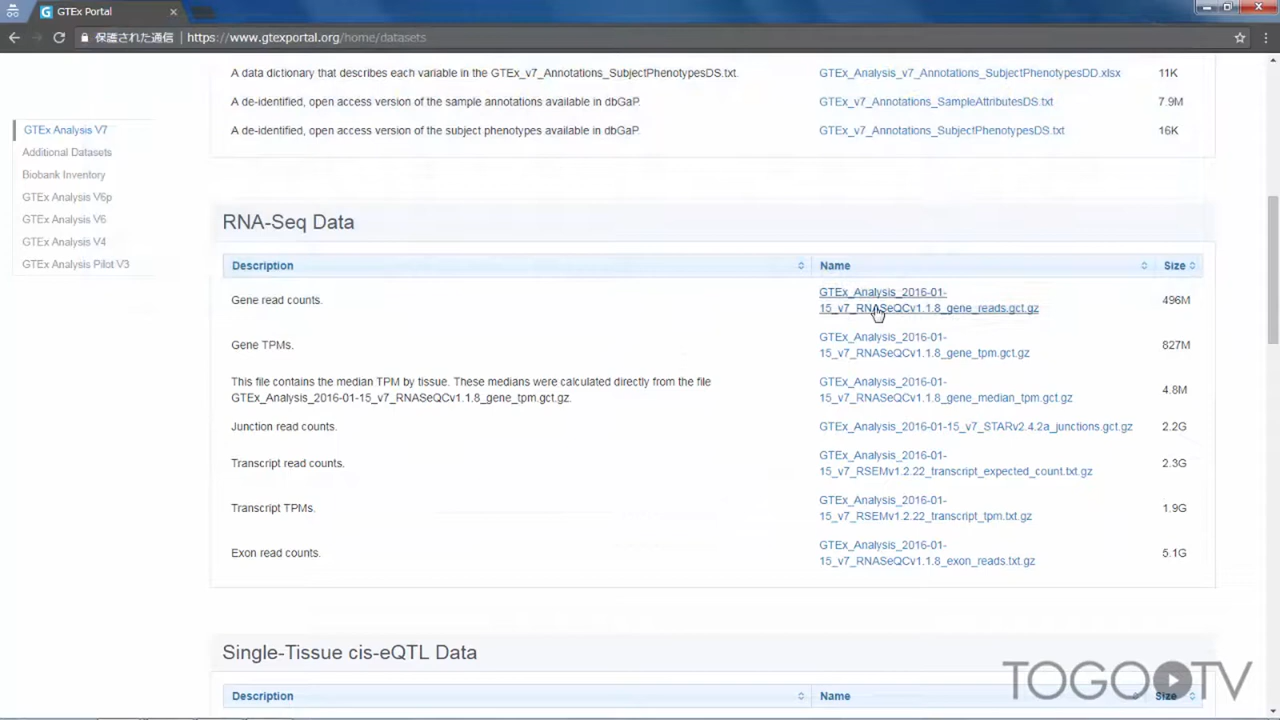 GTEx Portal
保護された通信 https://www.gtexportal.org/home/datasets
A data dictionary that describes each variable in the GTEx_v7_Annotations_SubjectPhenotypesDS.txt. GTEx_Analysis_v7_Annotations_SubjectPhenotypesDD.xlsx 11K
A de-identified, open access version of the sample annotations available in dbGaP. GTEx_v7_Annotations_SampleAttributesDS.txt 7.9M
A de-identified, open access version of the subject phenotypes available in dbGaP. GTEx_v7_Annotations_SubjectPhenotypesDS.txt 16K
GTEx Analysis V7
Additional Datasets
Biobank Inventory
GTEx Analysis V6p
GTEx Analysis V6
GTEx Analysis V4
GTEx Analysis Pilot V3
RNA-Seq Data
Description Name Size
Gene read counts. GTEx_Analysis_2016-01-
15_v7_RNASeQCv1.1.8_gene_reads.gct.gz 496M
Gene TPMs. GTEx_Analysis_2016-01-
15_v7_RNASeQCv1.1.8_gene_tpm.gct.gz 827M
This file contains the median TPM by tissue. These medians were calculated directly from the file
GTEx_Analysis_2016-01-15_v7_RNASeQCv1.1.8_gene_tpm.gct.gz.
GTEx_Analysis_2016-01-
15_v7_RNASeQCv1.1.8_gene_median_tpm.gct.gz 4.8M
Junction read counts. GTEx_Analysis_2016-01-15_v7_STARv2.4.2a_junctions.gct.gz 2.2G
Transcript read counts. GTEx_Analysis_2016-01-
15_v7_RSEMv1.2.22_transcript_expected_count.txt.gz 2.3G
Transcript TPMs. GTEx_Analysis_2016-01-
15_v7_RSEMv1.2.22_transcript_tpm.txt.gz 1.9G
Exon read counts. GTEx_Analysis_2016-01-
15_v7_RNASeQCv1.1.8_exon_reads.txt.gz 5.1G
Single-Tissue cis-eQTL Data
Description Name Size
TOGO TV